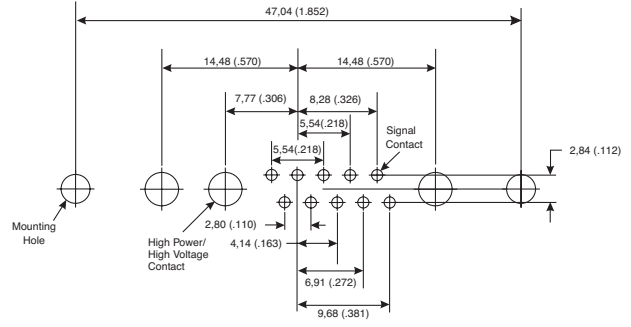 47,04 (1.852)
14,48 (.570)
14,48 (.570)
7,77 (.306)
8,28 (.326)
5,54(.218)
Signal
Contact
5,54(.218)
2,84 (.112)
Mounting
Hole
2,80 (.110)
High Power/
High Voltage
Contact
4,14 (.163)
6,91 (.272)
9,68 (.381)